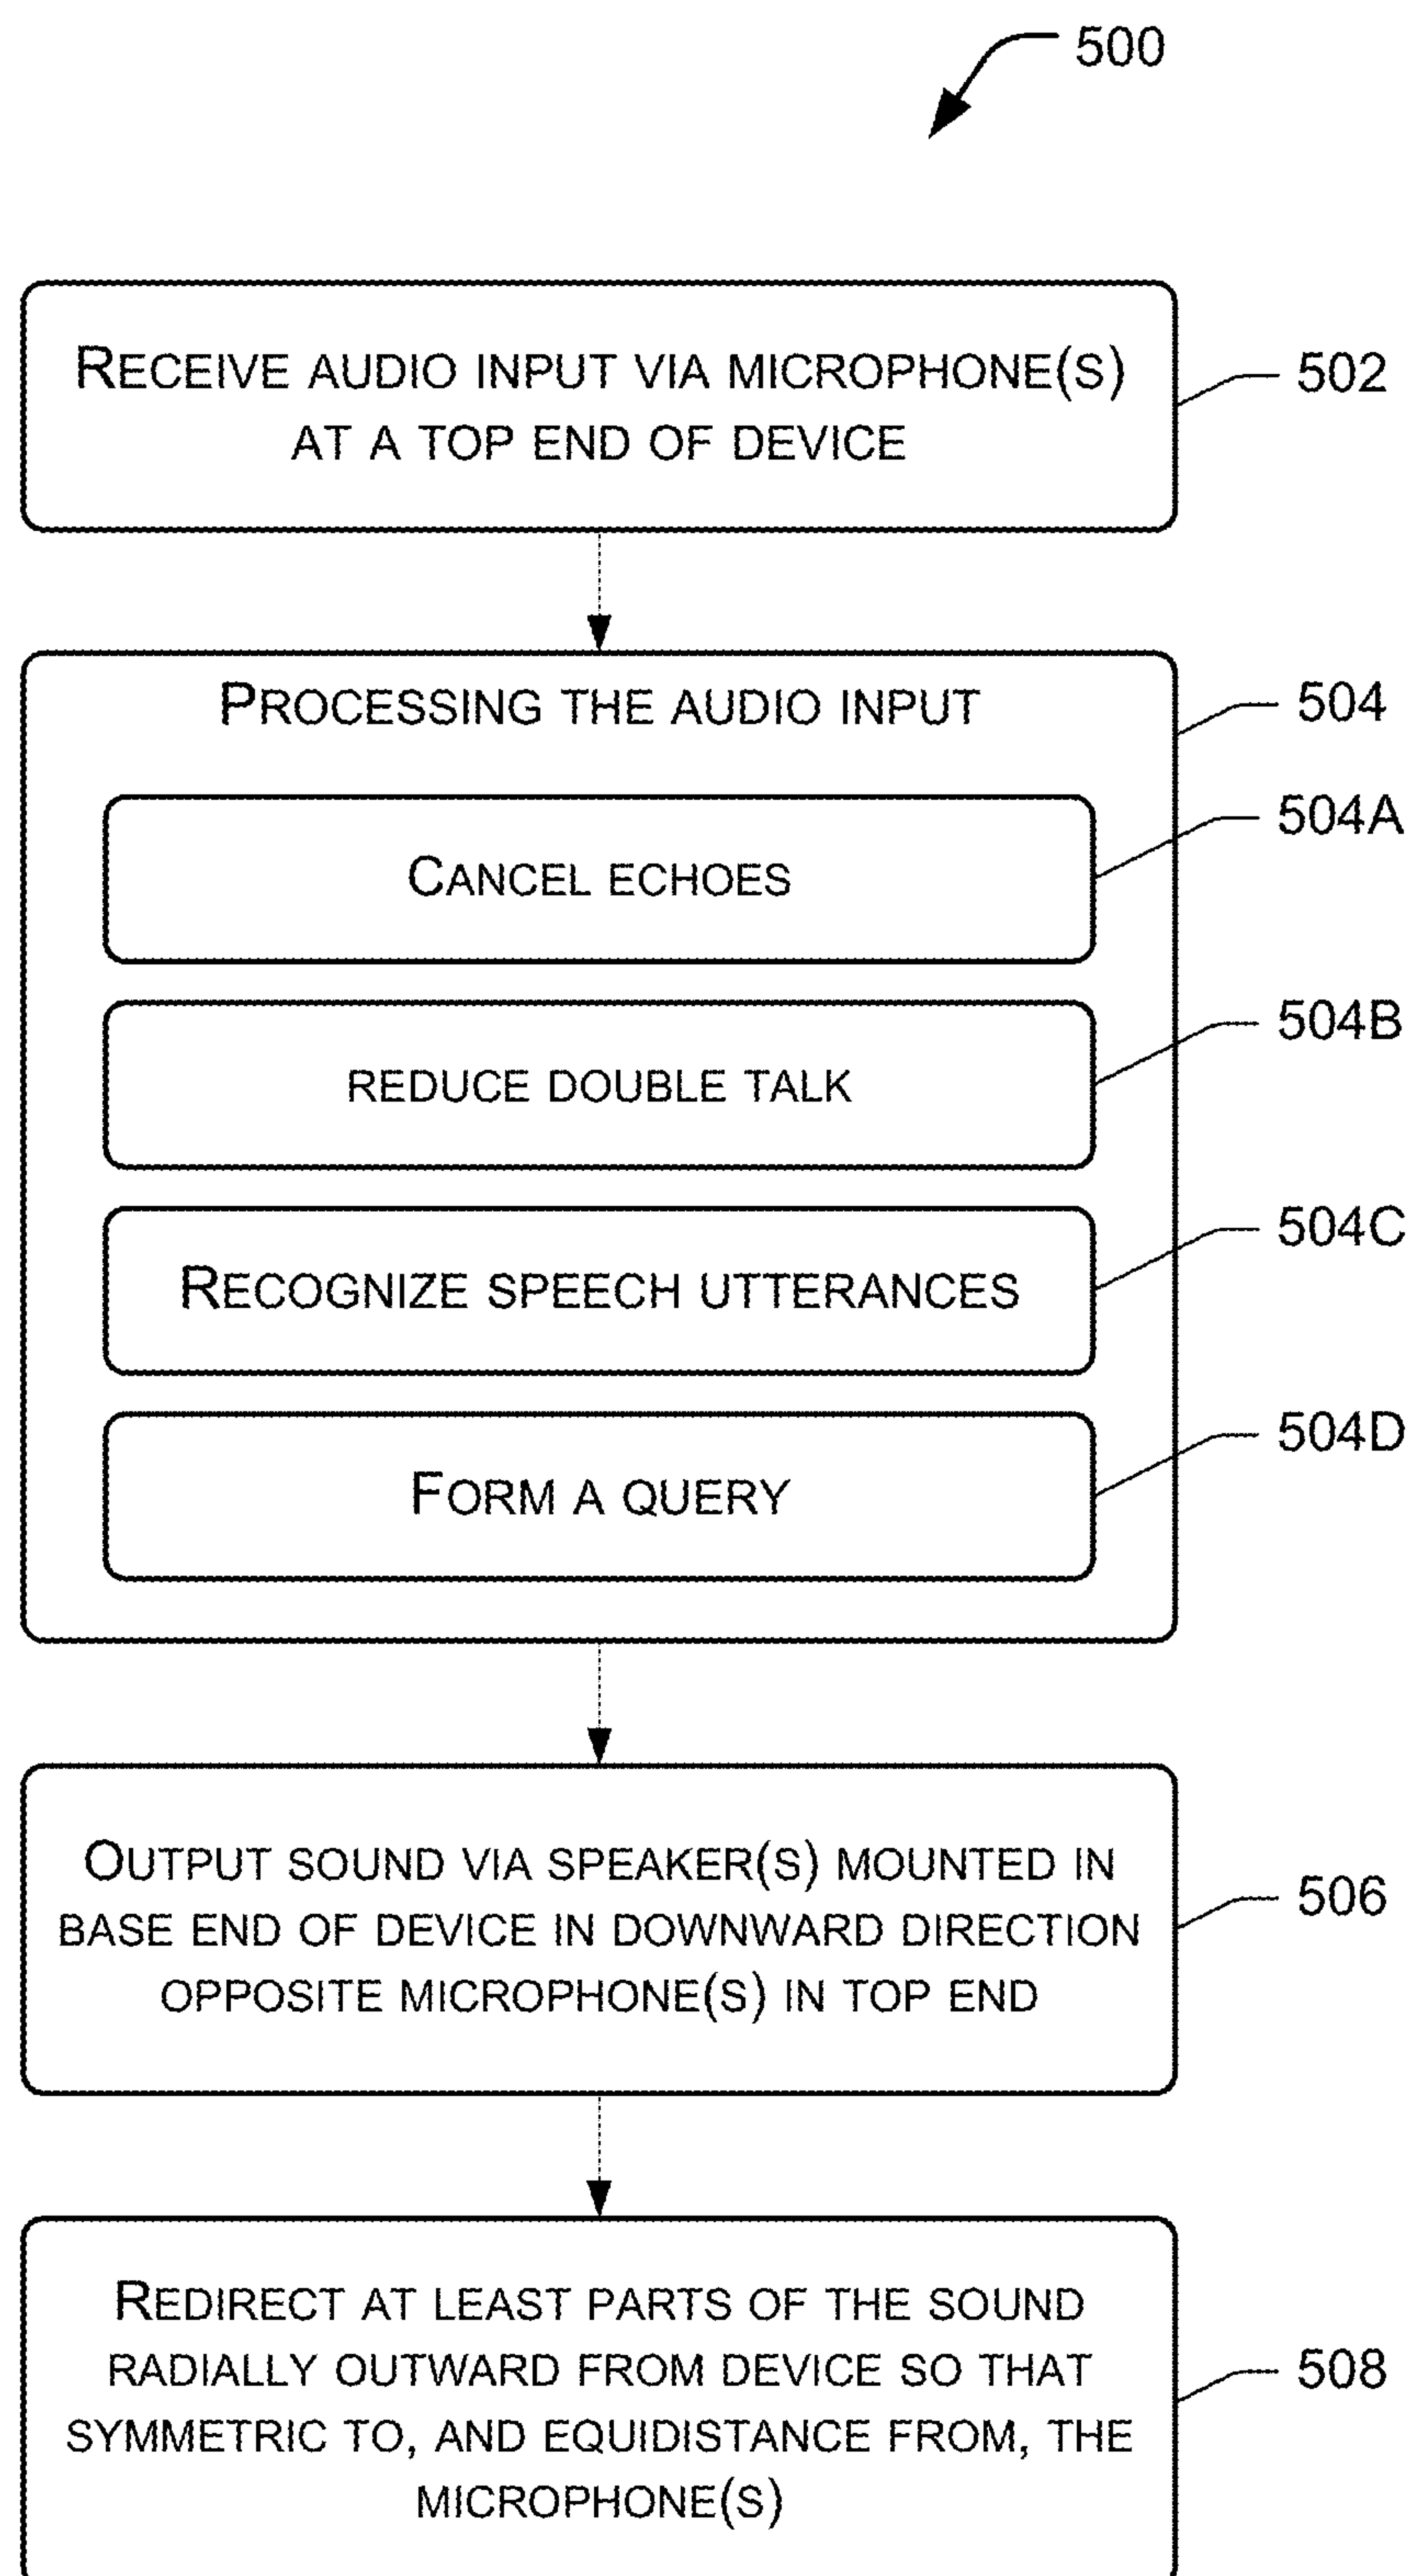 500
RECEIVE AUDIO INPUT VIA MICROPHONE(S)
AT A TOP END OF DEVICE
502
PROCESSING THE AUDIO INPUT
504
CANCEL ECHOES
504A
REDUCE DOUBLE TALK
504B
RECOGNIZE SPEECH UTTERANCES
504C
FORM A QUERY
504D
OUTPUT SOUND VIA SPEAKER(S) MOUNTED IN
BASE END OF DEVICE IN DOWNWARD DIRECTION
OPPOSITE MICROPHONE(S) IN TOP END
506
REDIRECT AT LEAST PARTS OF THE SOUND
RADIALLY OUTWARD FROM DEVICE SO THAT
SYMMETRIC TO, AND EQUIDISTANCE FROM, THE
MICROPHONE(S)
508